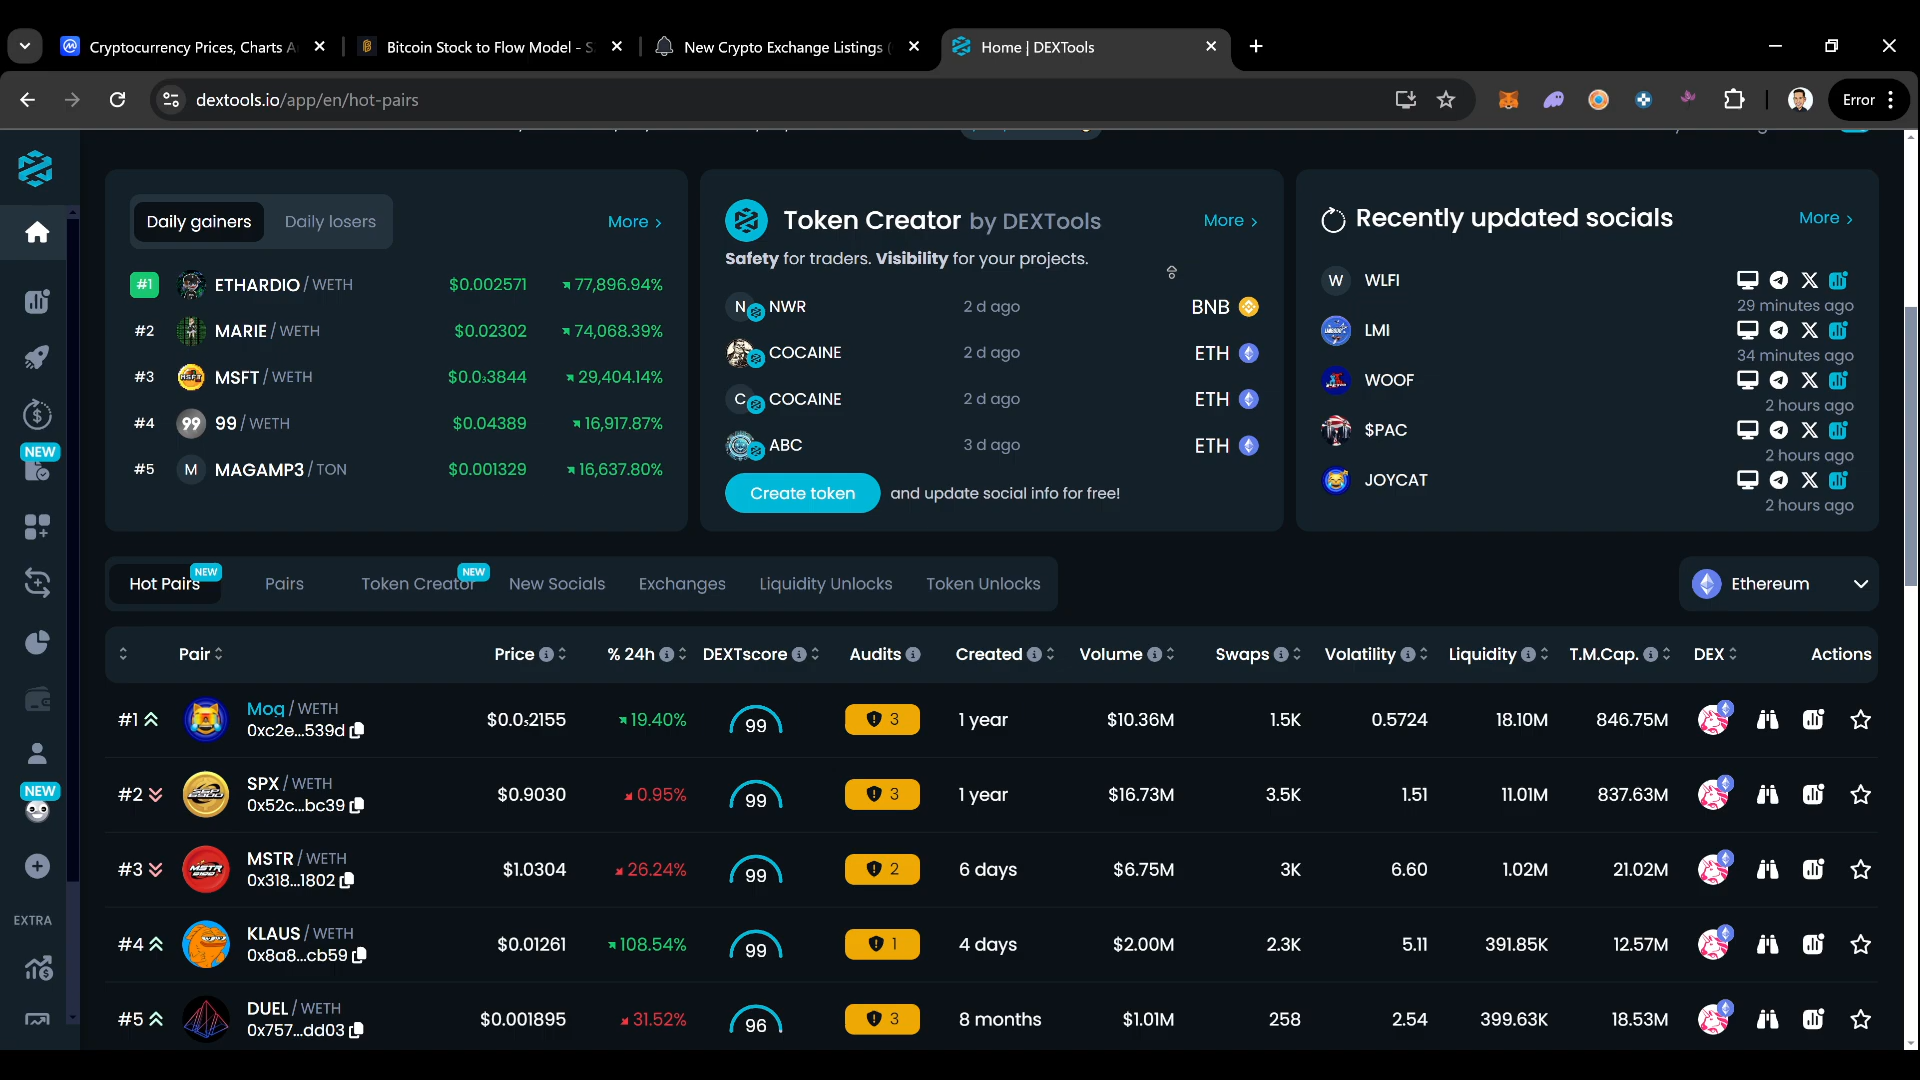 Cryptocurrency Prices, Charts A
Bitcoin Stock to Flow Model - S
New Crypto Exchange Listings (
Home | DEXTools
dextools.io/app/en/hot-pairs
Error
Daily gainers
Daily losers
More >
#1 ETHARDIO / WETH $0.002571 77,896.94%
#2 MARIE / WETH $0.02302 74,068.39%
#3 MSFT / WETH $0.0₃3844 29,404.14%
#4 99 99 / WETH $0.04389 16,917.87%
#5 M MAGAMP3 / TON $0.001329 16,637.80%
Token Creator by DEXTools
More >
Safety for traders. Visibility for your projects.
N NWR 2 d ago BNB
COCAINE 2 d ago ETH
C COCAINE 2 d ago ETH
ABC 3 d ago ETH
Create token and update social info for free!
Recently updated socials
More >
W WLFI
29 minutes ago
LMI
34 minutes ago
WOOF
2 hours ago
$PAC
2 hours ago
JOYCAT
2 hours ago
NEW
NEW
EXTRA
Hot Pairs NEW Pairs Token Creator NEW New Socials Exchanges Liquidity Unlocks Token Unlocks
Ethereum
Pair Price % 24h DEXTscore Audits Created Volume Swaps Volatility Liquidity T.M.Cap. DEX Actions
#1 Mog / WETH $0.0₅2155 19.40% 99 3 1 year $10.36M 1.5K 0.5724 18.10M 846.75M
0xc2e...539d
#2 SPX / WETH $0.9030 0.95% 99 3 1 year $16.73M 3.5K 1.51 11.01M 837.63M
0x52c...bc39
#3 MSTR / WETH $1.0304 26.24% 99 2 6 days $6.75M 3K 6.60 1.02M 21.02M
0x318...1802
#4 KLAUS / WETH $0.01261 108.54% 99 1 4 days $2.00M 2.3K 5.11 391.85K 12.57M
0x8a8...cb59
#5 DUEL / WETH $0.001895 31.52% 96 3 8 months $1.01M 258 2.54 399.63K 18.53M
0x757...dd03